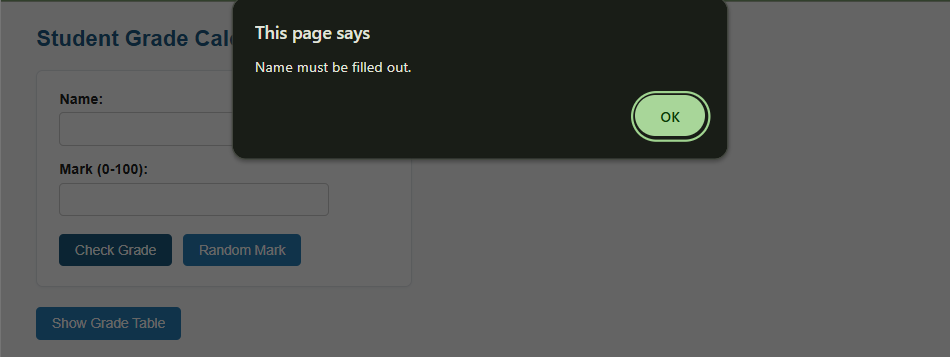 Student Grade Cal
This page says
Name must be filled out.
OK
Name:
Mark (0-100):
Check Grade
Random Mark
Show Grade Table